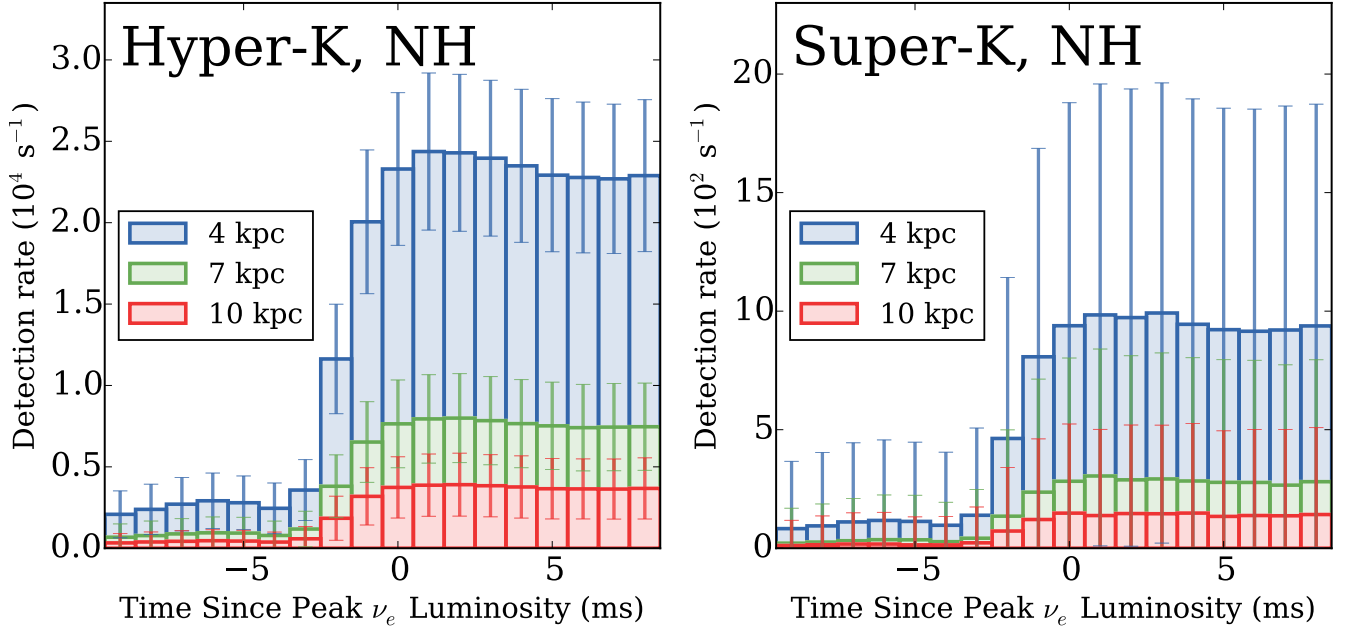 Hyper-K, NH
3.0
2.5
2.0
1.5
1.0
0.5
0.0
Detection rate (10⁴ s⁻¹)
4 kpc
7 kpc
10 kpc
−5
0
5
Time Since Peak νₑ Luminosity (ms)
Super-K, NH
20
15
10
5
0
Detection rate (10² s⁻¹)
4 kpc
7 kpc
10 kpc
−5
0
5
Time Since Peak νₑ Luminosity (ms)